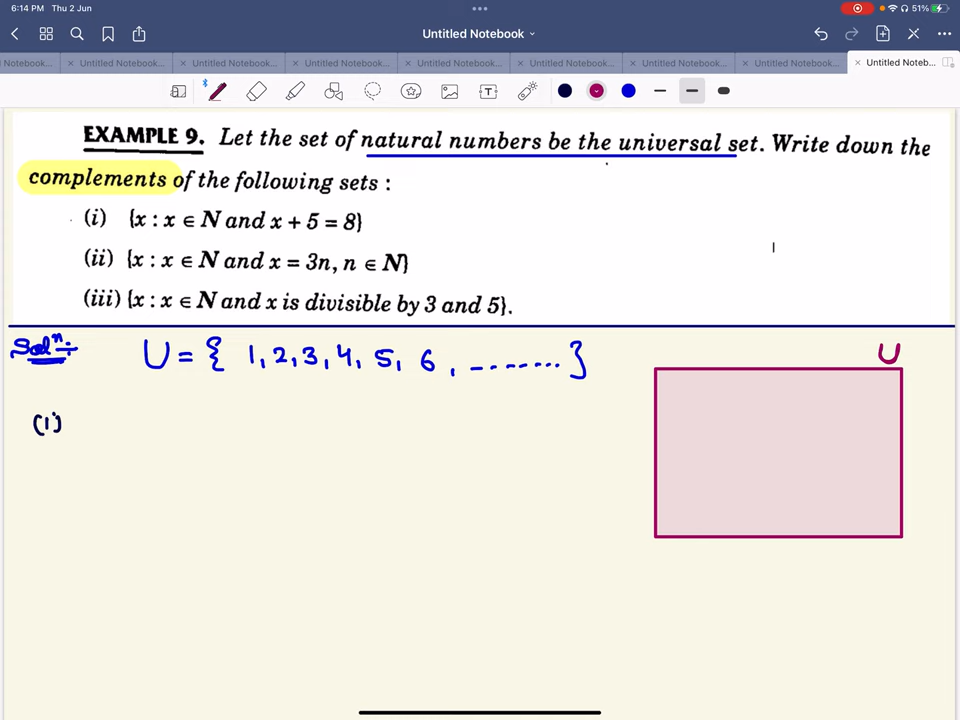 6:14 PM Thu 2 Jun
51%
Untitled Notebook
Notebook... Untitled Notebook... Untitled Notebook... Untitled Notebook... Untitled Notebook... Untitled Notebook... Untitled Notebook... Untitled Notebook... Untitled Noteb...
EXAMPLE 9. Let the set of natural numbers be the universal set. Write down the
complements of the following sets :
(i) {x : x ∈ N and x + 5 = 8}
(ii) {x : x ∈ N and x = 3n, n ∈ N}
(iii) {x : x ∈ N and x is divisible by 3 and 5}.
Solⁿ:-
U = { 1, 2, 3, 4, 5, 6, -------- }
U
(i)